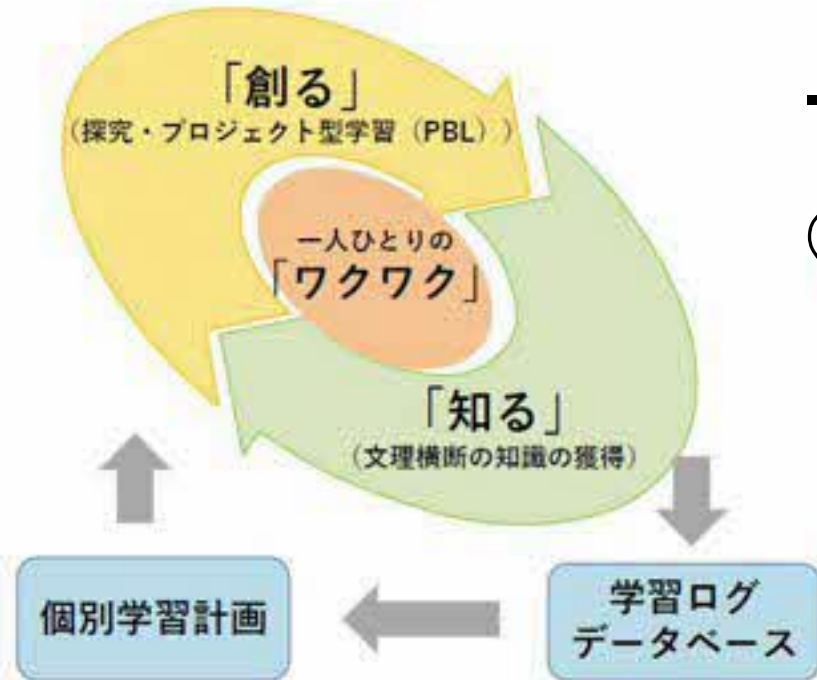 「創る」
（探究・プロジェクト型学習（PBL））
一人ひとりの
「ワクワク」
「知る」
（文理横断の知識の獲得）
個別学習計画
学習ログ
データベース